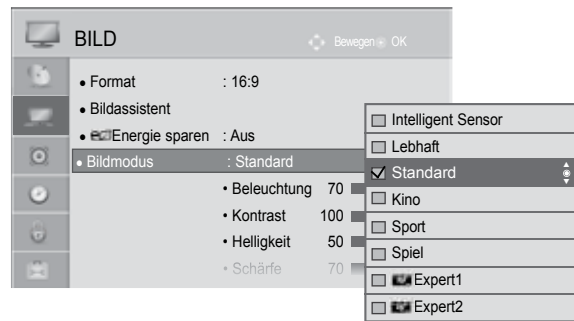 BILD
Bewegen OK
• Format : 16:9
• Bildassistent
• Energie sparen : Aus
• Bildmodus : Standard
• Beleuchtung 70
• Kontrast 100
• Helligkeit 50
• Schärfe 70
Intelligent Sensor
Lebhaft
Standard
Kino
Sport
Spiel
Expert1
Expert2